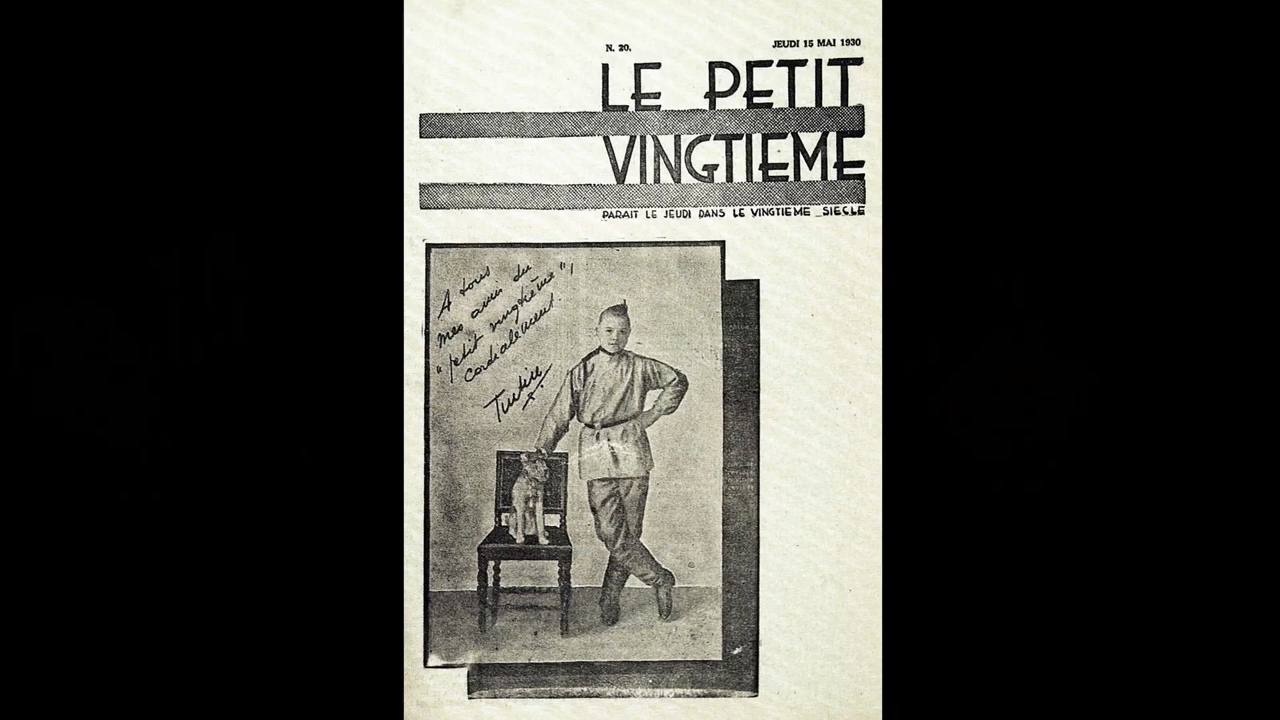 N. 20.
JEUDI 15 MAI 1930
LE PETIT
VINGTIEME
PARAIT LE JEUDI DANS LE VINGTIEME _SIECLE
A tous
mes amis du
"petit vingtième",
cordialement.
Tintin